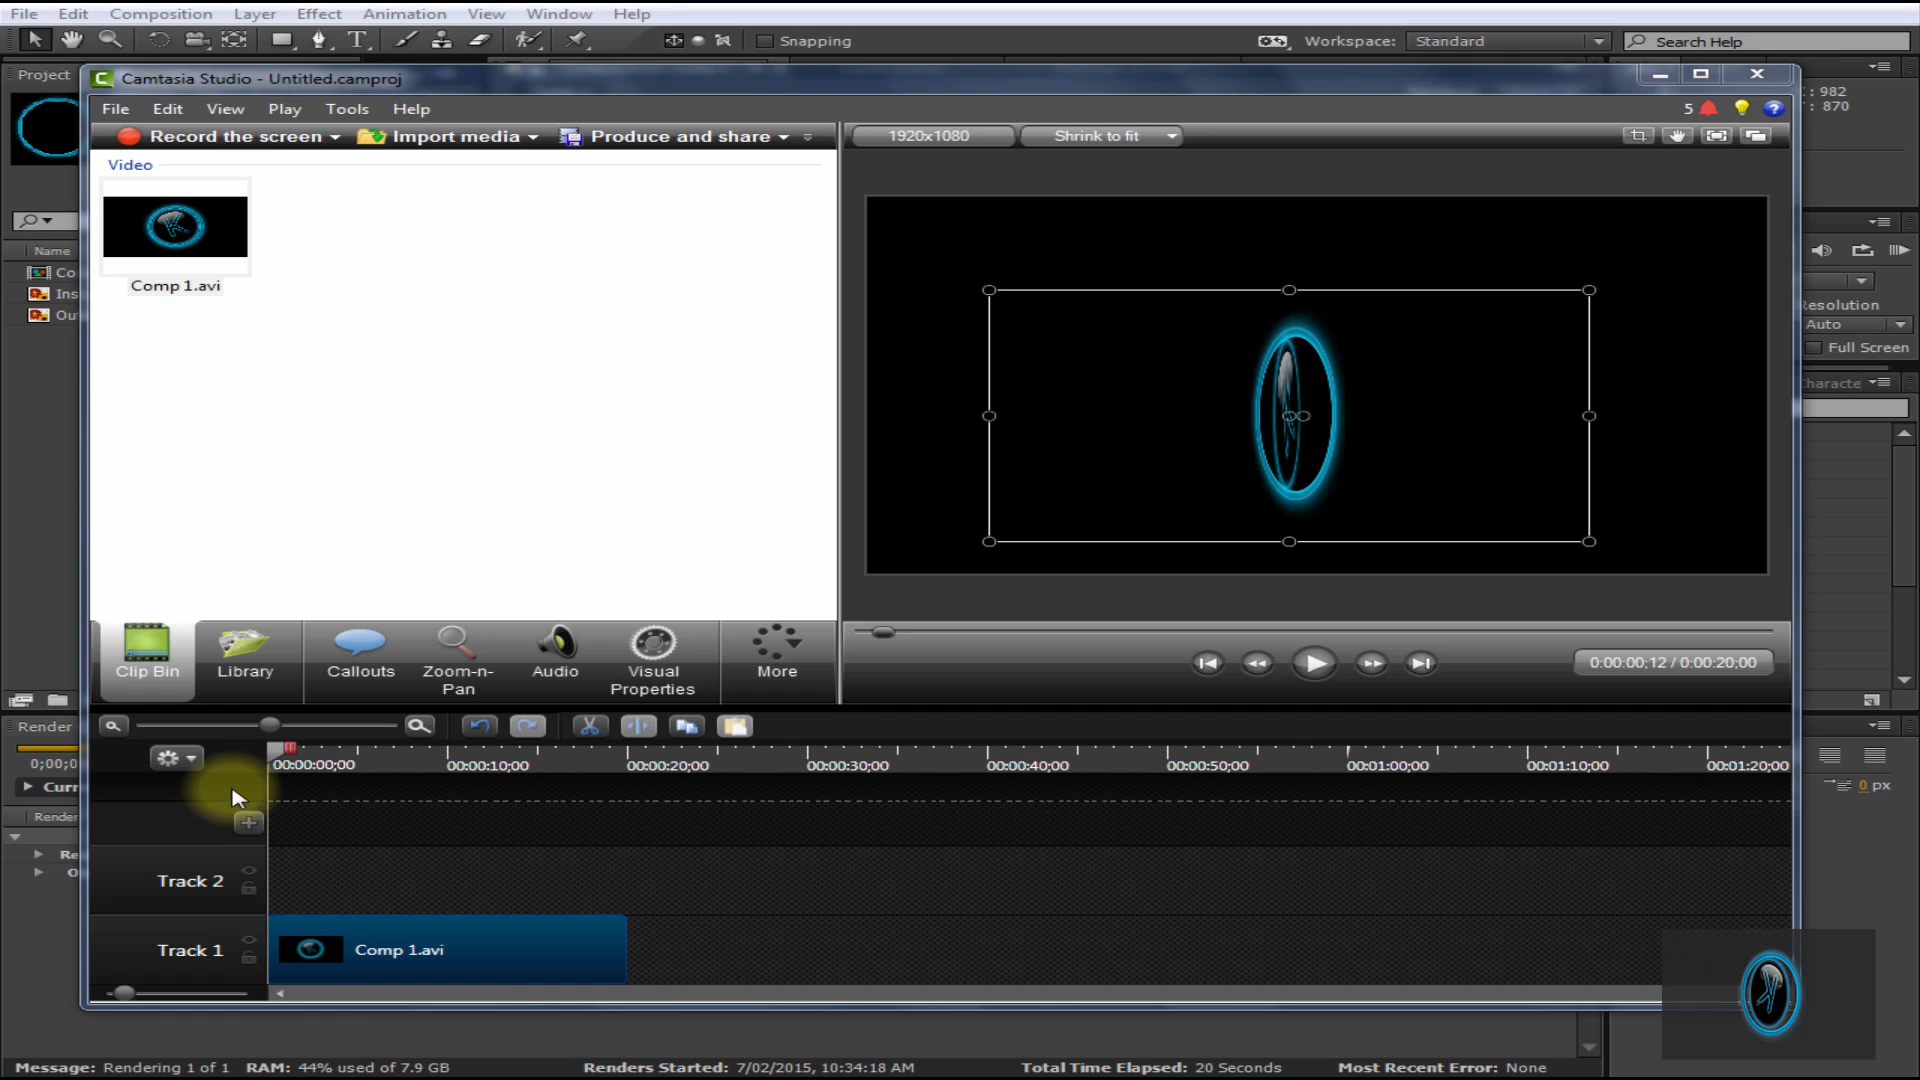 File Edit Composition Layer Effect Animation View Window Help
Snapping Workspace: Standard Search Help
Project
Camtasia Studio - Untitled.camproj
: 982
: 870
File Edit View Play Tools Help 5
Record the screen Import media Produce and share 1920x1080 Shrink to fit
Video
Comp 1.avi
Name
Co
Ins
Ou
esolution
Auto
Full Screen
haracte
Clip Bin Library Callouts Zoom-n-Pan Audio Visual Properties More
0:00:00;12 / 0:00:20;00
Render
0;00;0
Curr
Render
Re
O
00:00:00;00 00:00:10;00 00:00:20;00 00:00:30;00 00:00:40;00 00:00:50;00 00:01:00;00 00:01:10;00 00:01:20;00
0 px
Track 2
Track 1 Comp 1.avi
Message: Rendering 1 of 1 RAM: 44% used of 7.9 GB Renders Started: 7/02/2015, 10:34:18 AM Total Time Elapsed: 20 Seconds Most Recent Error: None